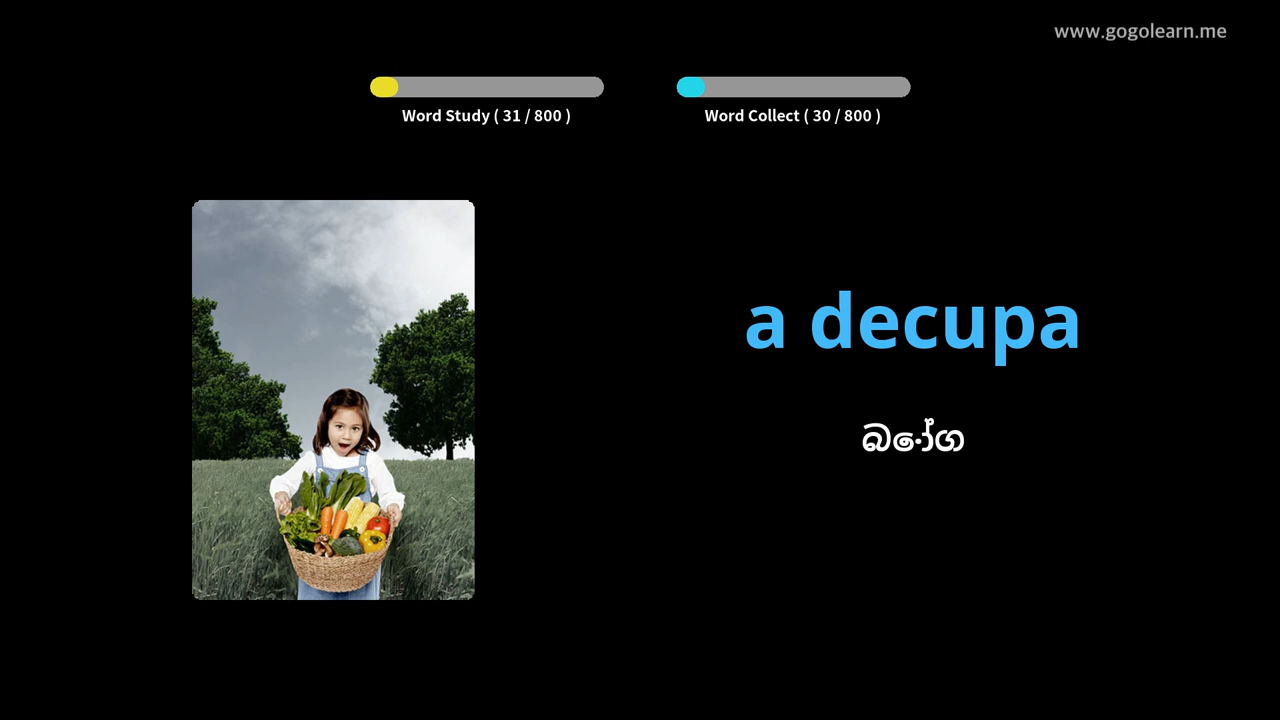 www.gogolearn.me
Word Study ( 31 / 800 )
Word Collect ( 30 / 800 )
a decupa
බෝග